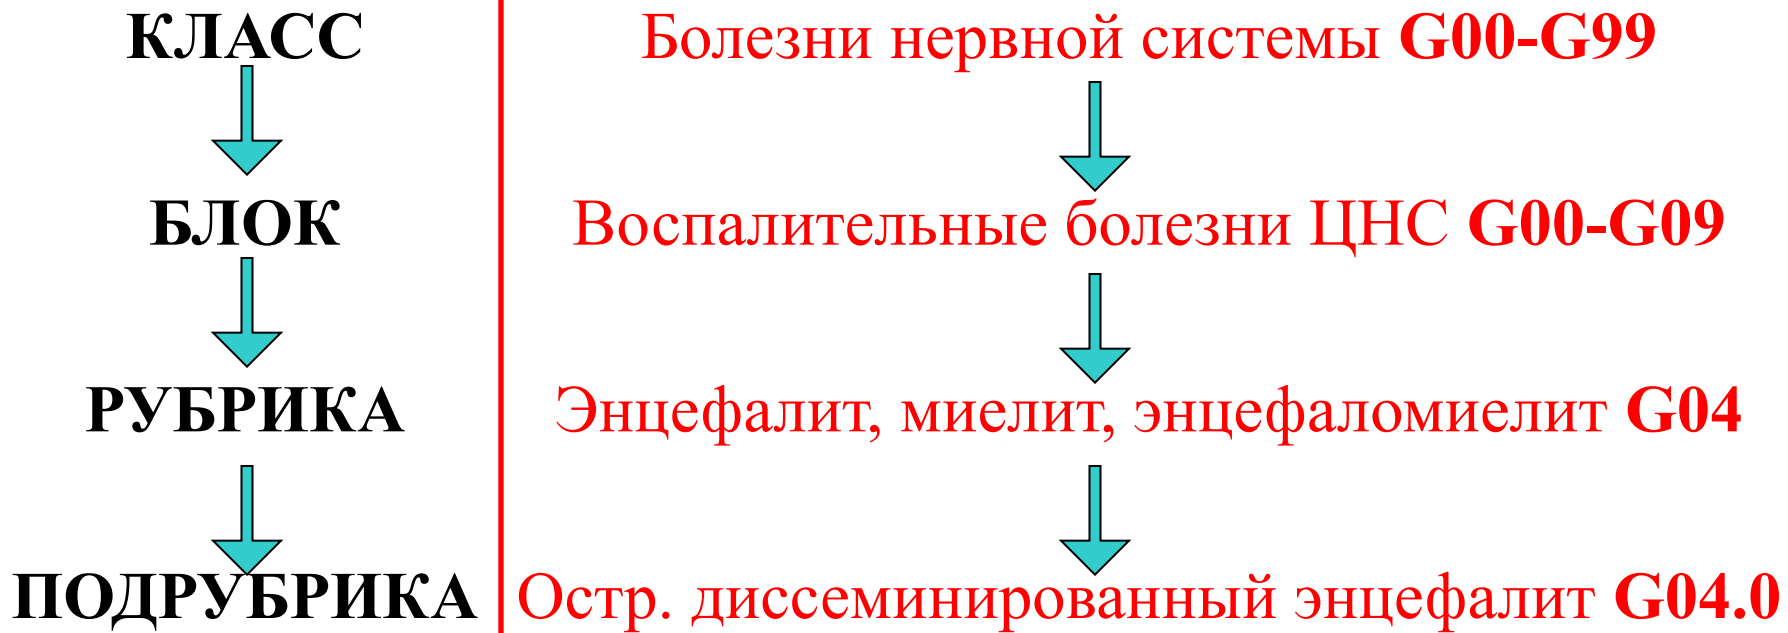 КЛАСС
Болезни нервной системы G00-G99
БЛОК
Воспалительные болезни ЦНС G00-G09
РУБРИКА
Энцефалит, миелит, энцефаломиелит G04
ПОДРУБРИКА
Остр. диссеминированный энцефалит G04.0